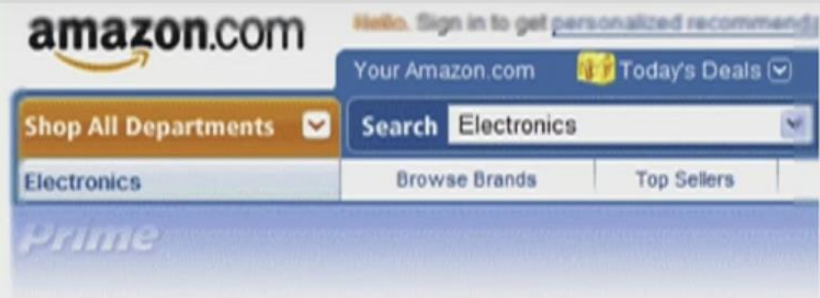 amazon.com
Hello. Sign in to get personalized recommend
Your Amazon.com Today's Deals
Shop All Departments Search Electronics
Electronics Browse Brands Top Sellers
Prime